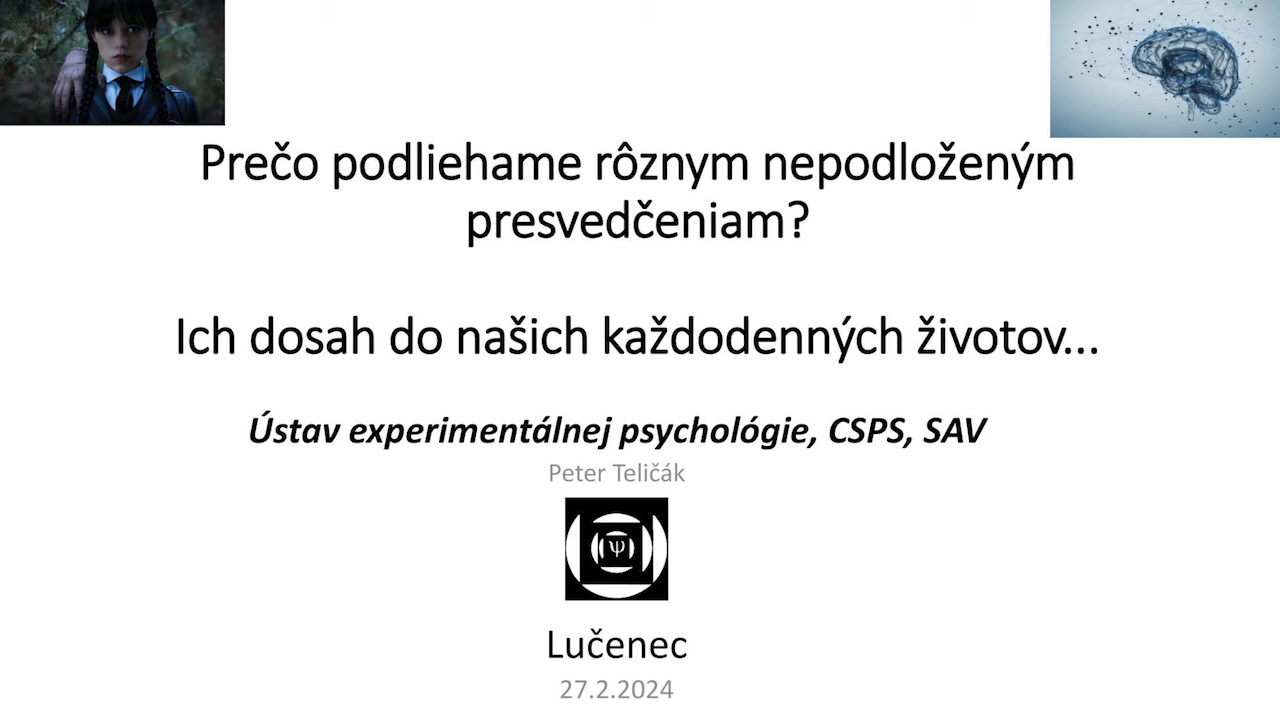 Prečo podliehame rôznym nepodloženým
presvedčeniam?
Ich dosah do našich každodenných životov...
Ústav experimentálnej psychológie, CSPS, SAV
Peter Teličák
Ψ
Lučenec
27.2.2024